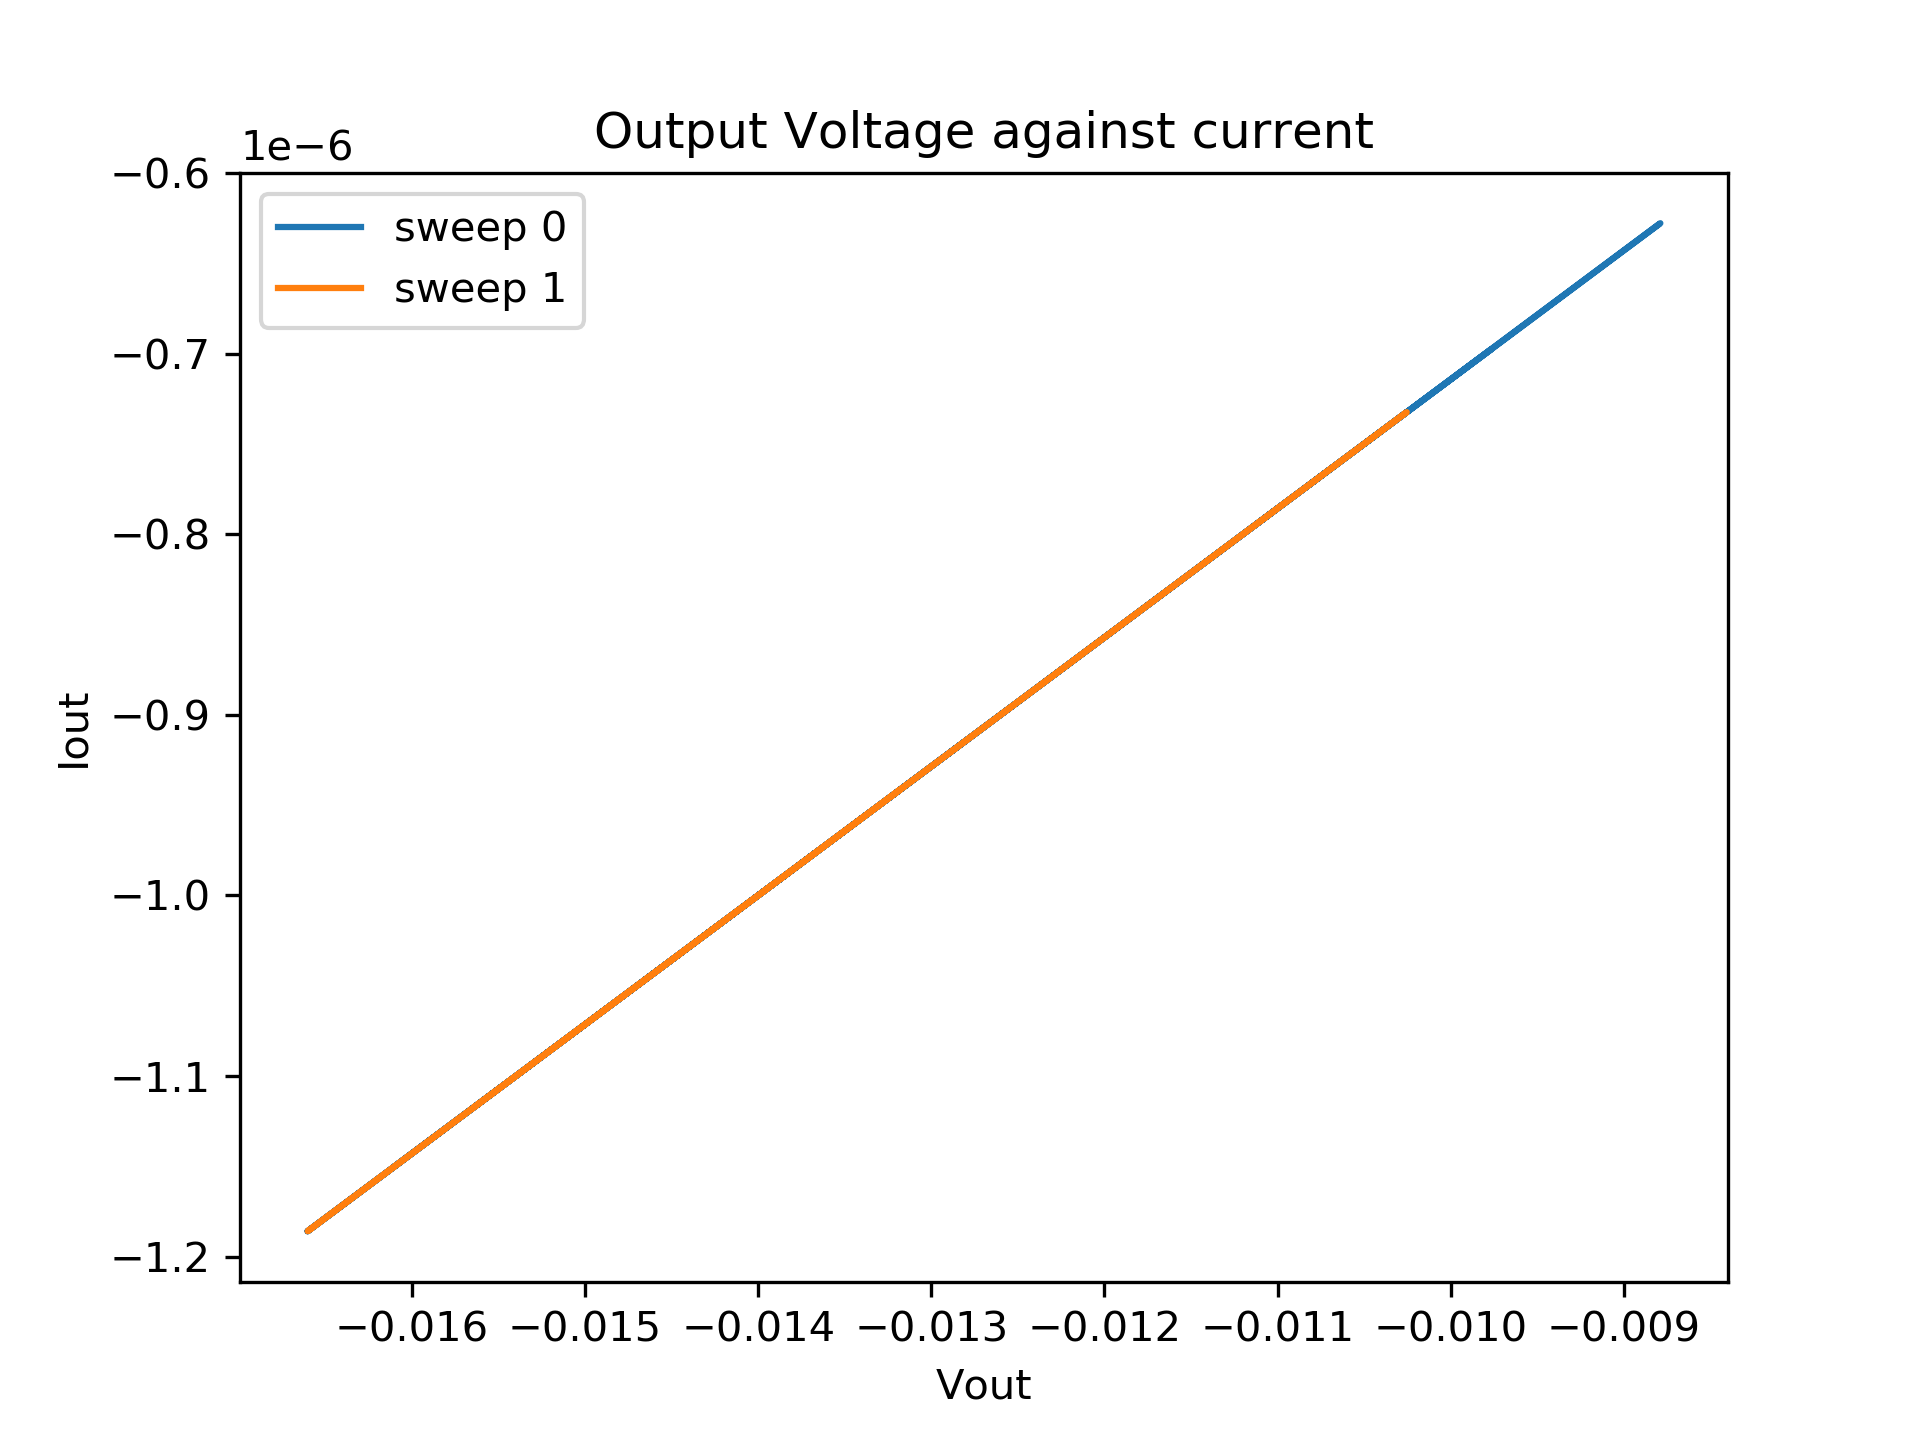 Output Voltage against current
1e−6
sweep 0
sweep 1
−0.6
−0.7
−0.8
−0.9
−1.0
−1.1
−1.2
Iout
−0.016 −0.015 −0.014 −0.013 −0.012 −0.011 −0.010 −0.009
Vout